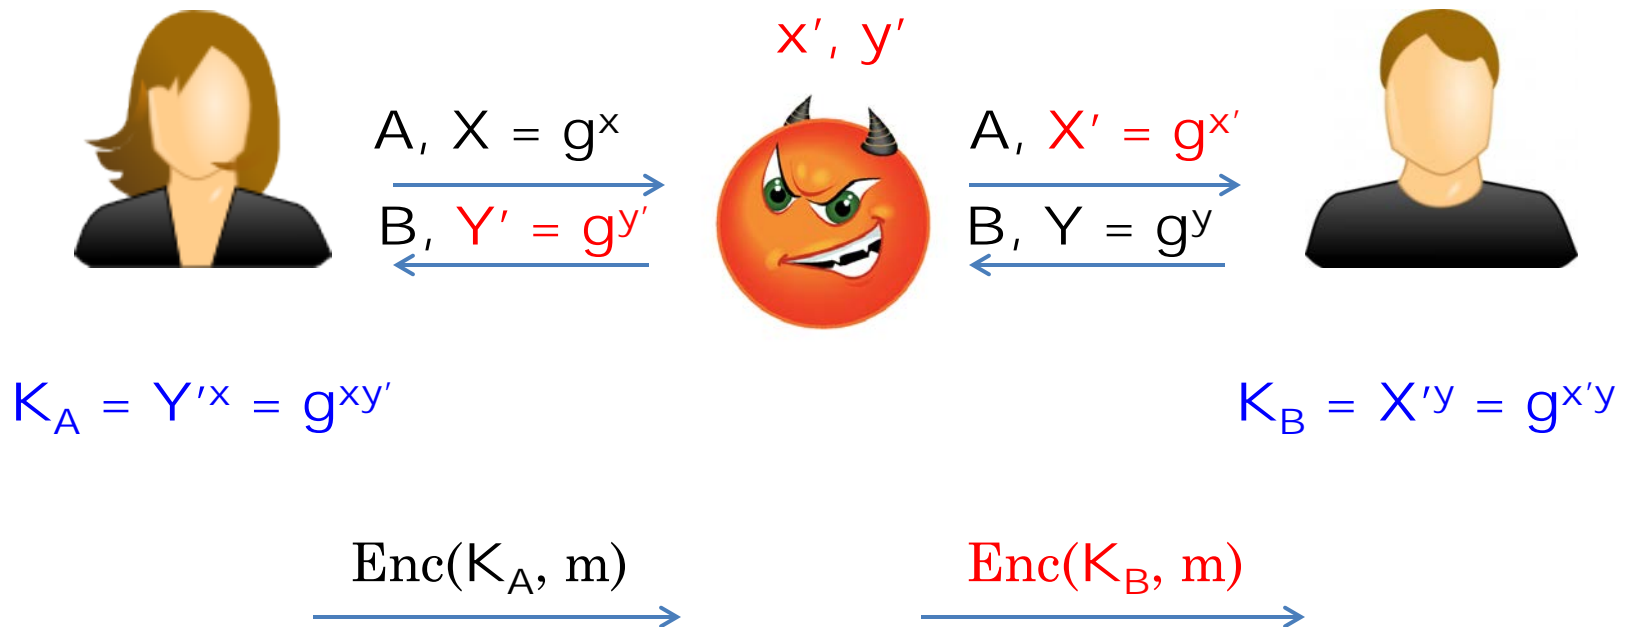 x′, y′
A, X = gˣ
A, X′ = gˣ′
B, Y′ = gʸ′
B, Y = gʸ
K_A = Y′ˣ = gˣʸ′
K_B = X′ʸ = gˣ′ʸ
Enc(K_A, m)
Enc(K_B, m)